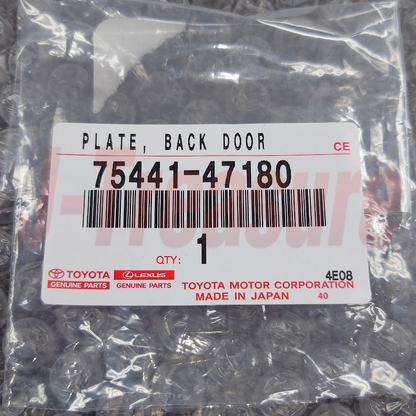 PLATE, BACK DOOR
CE
75441-47180
J-Treasure
QTY: 1
TOYOTA LEXUS 4E08
GENUINE PARTS GENUINE PARTS TOYOTA MOTOR CORPORATION
MADE IN JAPAN 40